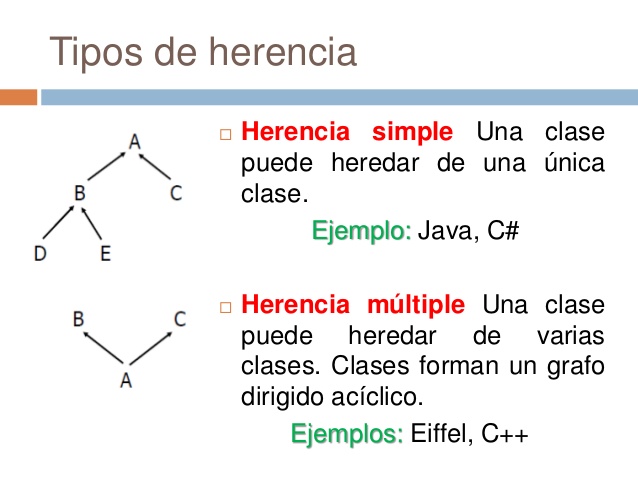 Tipos de herencia
A
B C
D E
Herencia simple Una clase
puede heredar de una única
clase.
Ejemplo: Java, C#
B C
A
Herencia múltiple Una clase
puede heredar de varias
clases. Clases forman un grafo
dirigido acíclico.
Ejemplos: Eiffel, C++